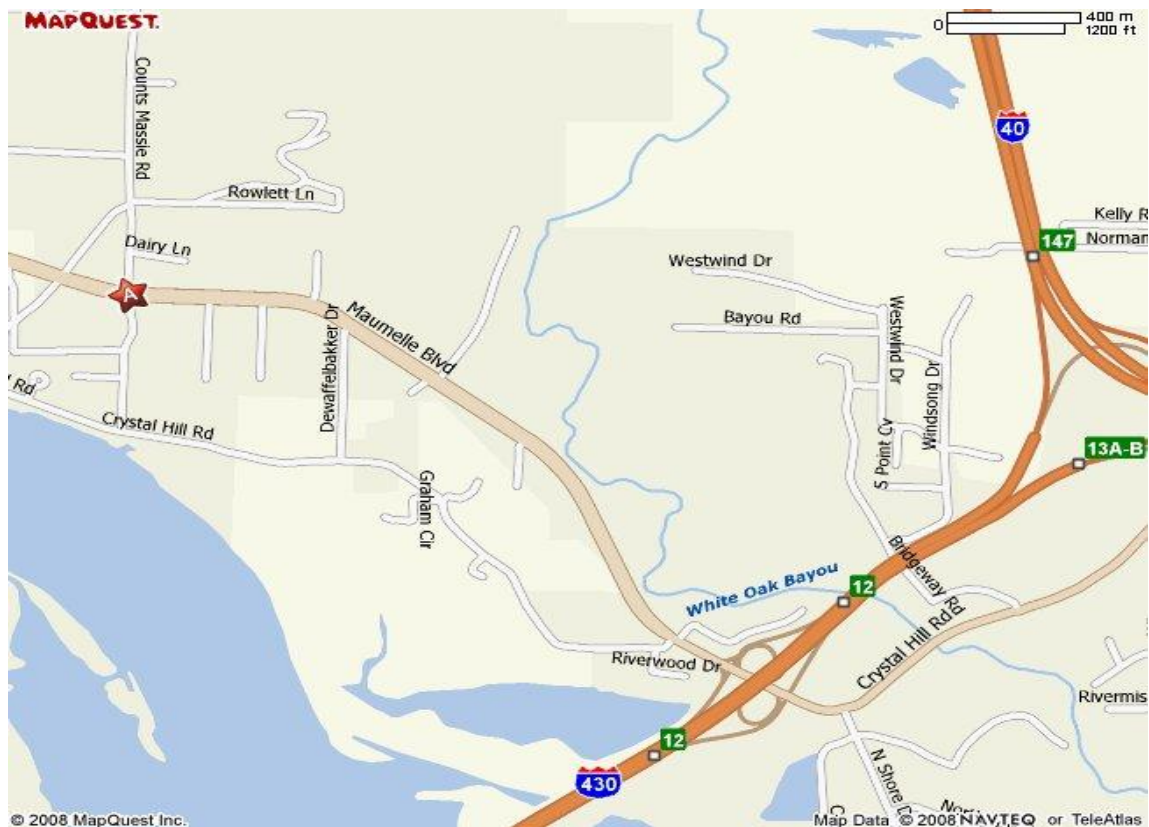 MAPQUEST.
0 400 m
1200 ft
Counts Massie Rd
40
Rowlett Ln
Kelly R
147
Norman
Dairy Ln
Westwind Dr
A
Maumelle Blvd
Bayou Rd
Westwind Dr
Dewaffelbakker Dr
Windsong Dr
y Rd
Crystal Hill Rd
S Point Cv
13A-B
Graham Cir
Bridgeway Rd
White Oak Bayou
12
Crystal Hill Rd
Riverwood Dr
Rivermis
12
430
N Shore D
© 2008 MapQuest Inc.
Map Data © 2008 NAVTEQ or TeleAtlas